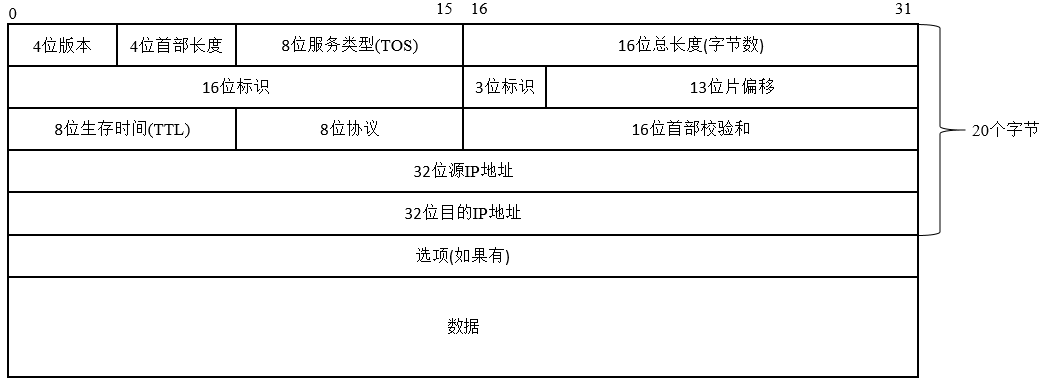 0 15 16 31
4位版本 4位首部长度 8位服务类型(TOS) 16位总长度(字节数)
16位标识 3位标识 13位片偏移
8位生存时间(TTL) 8位协议 16位首部校验和
20个字节
32位源IP地址
32位目的IP地址
选项(如果有)
数据